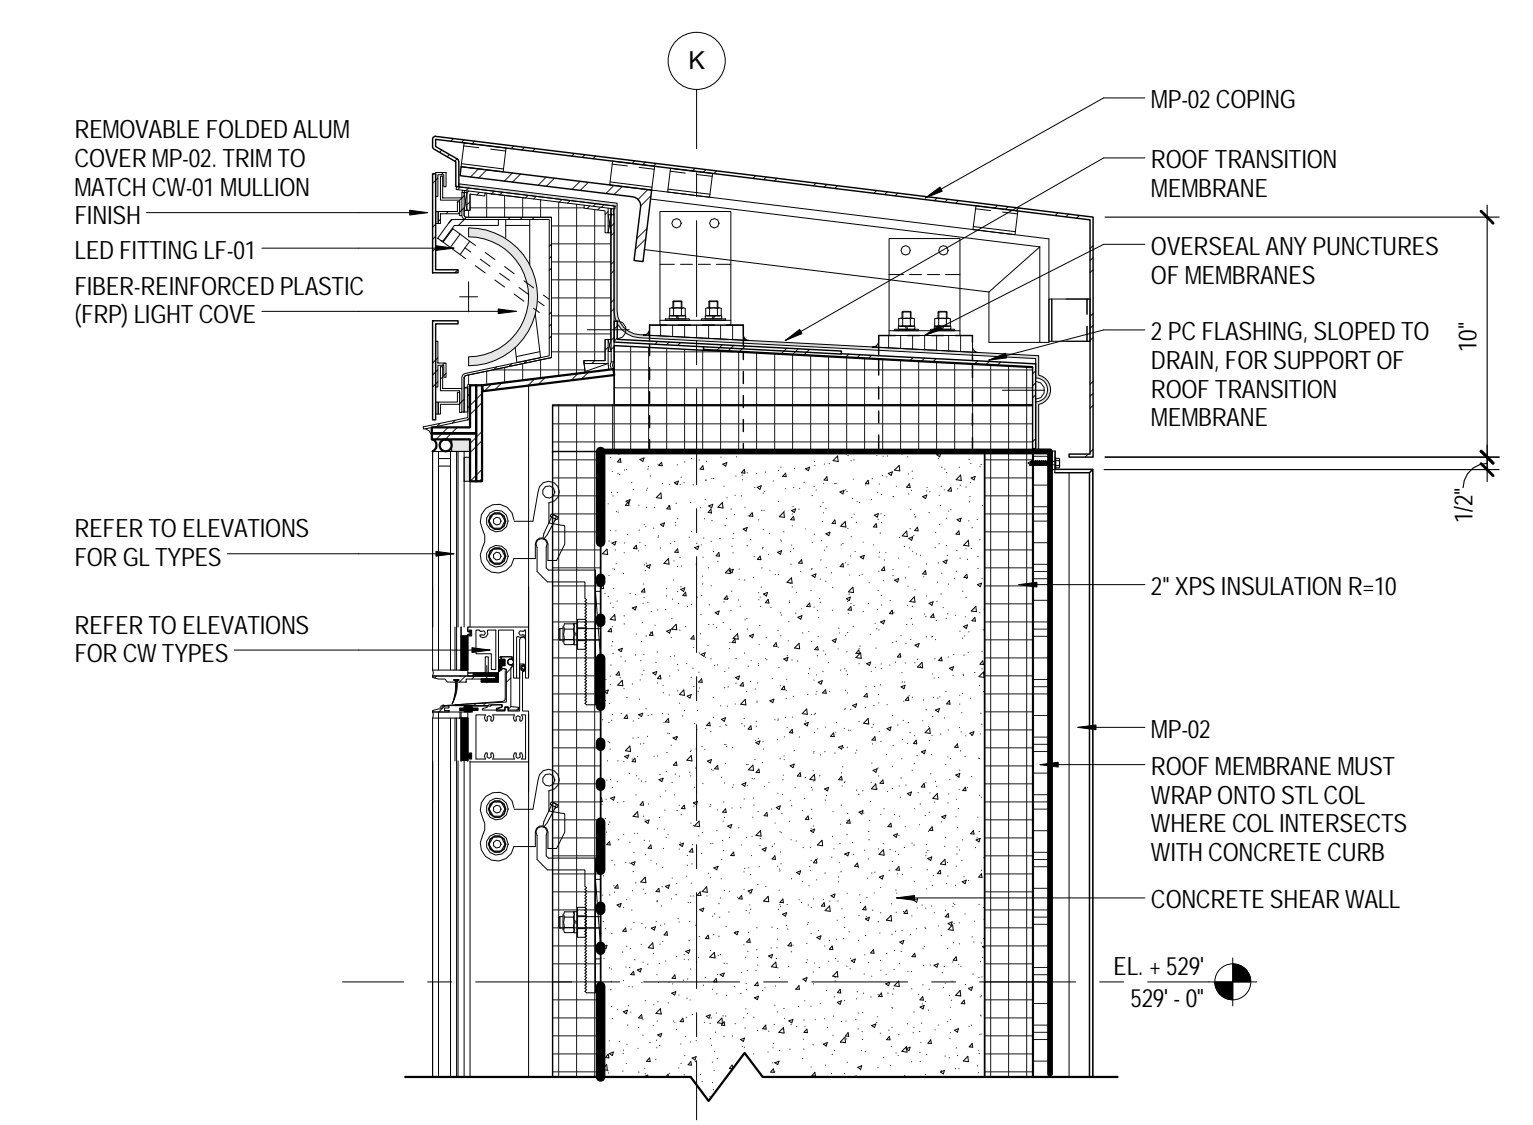 K
REMOVABLE FOLDED ALUM
COVER MP-02. TRIM TO
MATCH CW-01 MULLION
FINISH
LED FITTING LF-01
FIBER-REINFORCED PLASTIC
(FRP) LIGHT COVE
REFER TO ELEVATIONS
FOR GL TYPES
REFER TO ELEVATIONS
FOR CW TYPES
MP-02 COPING
ROOF TRANSITION
MEMBRANE
OVERSEAL ANY PUNCTURES
OF MEMBRANES
2 PC FLASHING, SLOPED TO
DRAIN, FOR SUPPORT OF
ROOF TRANSITION
MEMBRANE
10"
1/2"
2" XPS INSULATION R=10
MP-02
ROOF MEMBRANE MUST
WRAP ONTO STL COL
WHERE COL INTERSECTS
WITH CONCRETE CURB
CONCRETE SHEAR WALL
EL. + 529'
529' - 0"